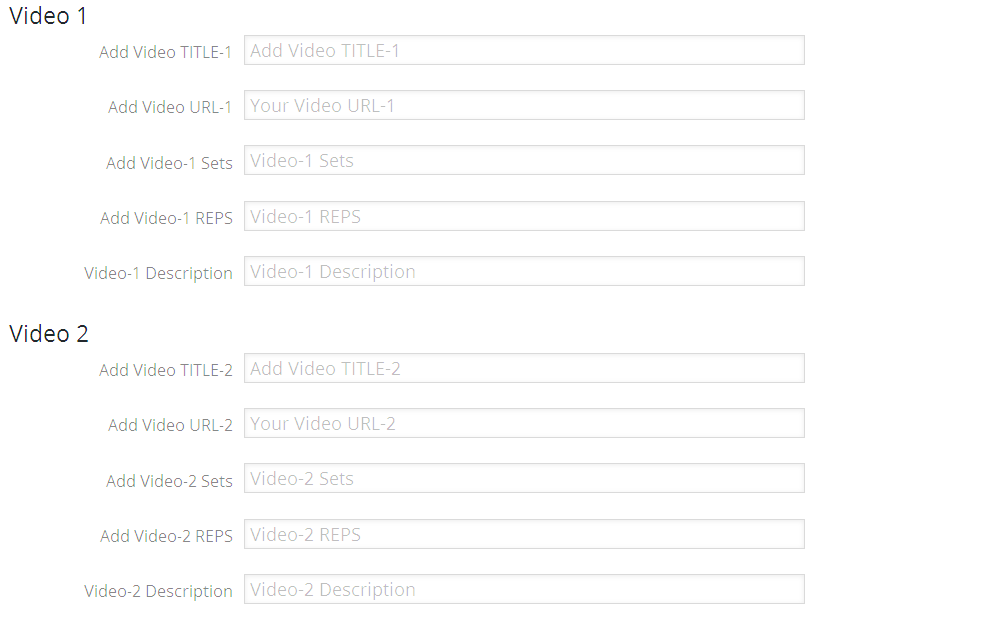 Video 1
Add Video TITLE-1 Add Video TITLE-1
Add Video URL-1 Your Video URL-1
Add Video-1 Sets Video-1 Sets
Add Video-1 REPS Video-1 REPS
Video-1 Description Video-1 Description
Video 2
Add Video TITLE-2 Add Video TITLE-2
Add Video URL-2 Your Video URL-2
Add Video-2 Sets Video-2 Sets
Add Video-2 REPS Video-2 REPS
Video-2 Description Video-2 Description